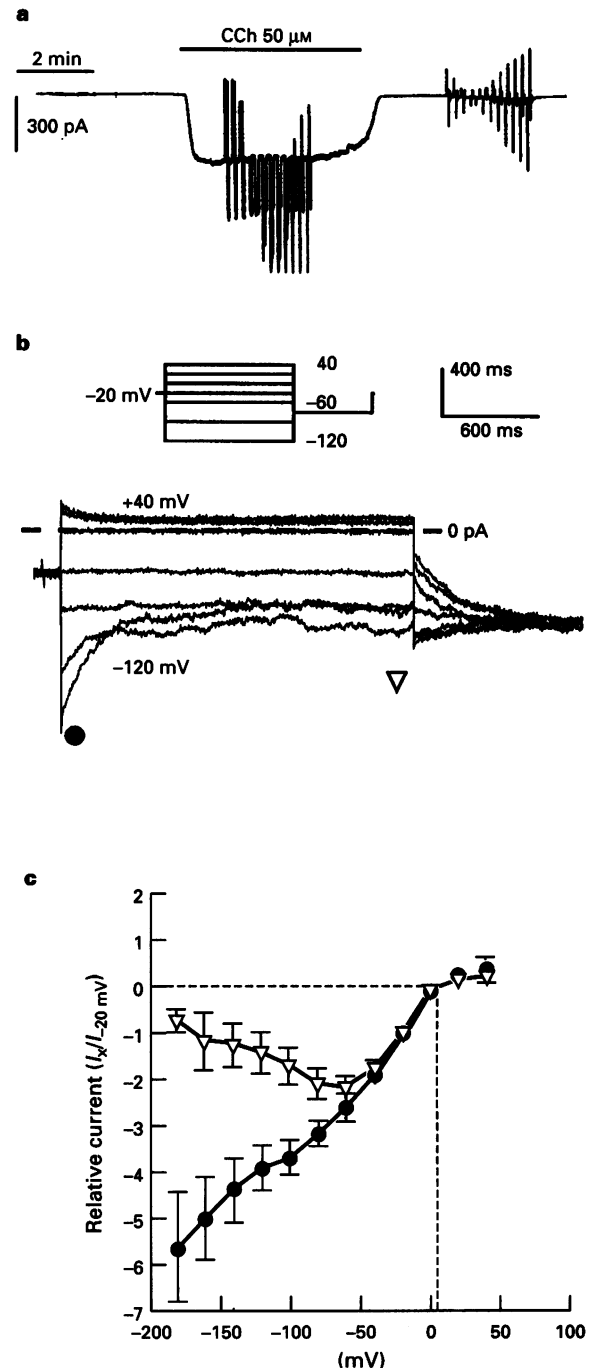 a
CCh 50 μM
2 min
300 pA
b
−20 mV
40
−60
−120
400 ms
600 ms
+40 mV
0 pA
−120 mV
c
Relative current (Ix/I−20 mV)
2
1
0
−1
−2
−3
−4
−5
−6
−7
−200 −150 −100 −50 0 50 100
(mV)